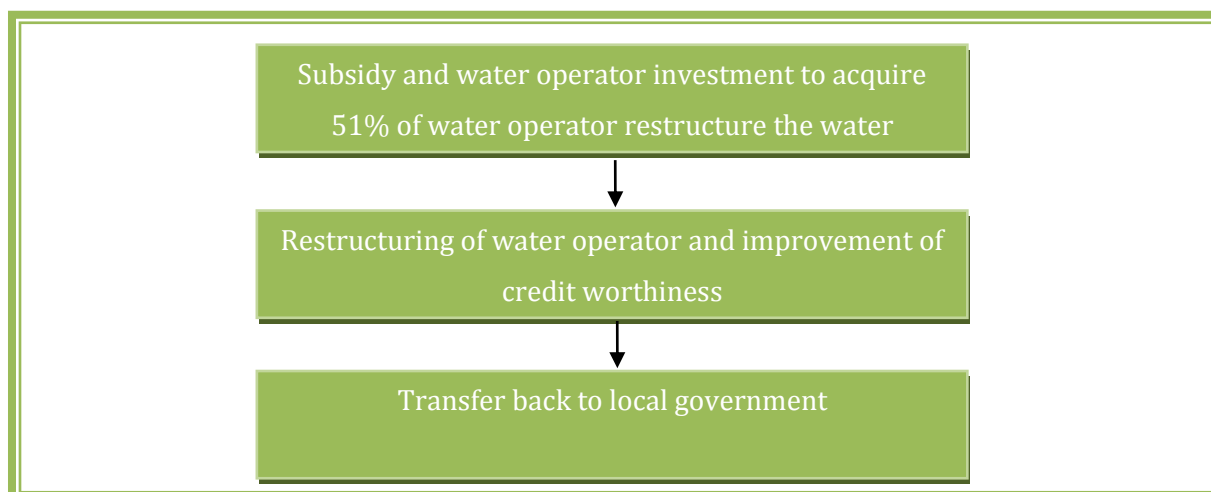 Subsidy and water operator investment to acquire
51% of water operator restructure the water
Restructuring of water operator and improvement of
credit worthiness
Transfer back to local government